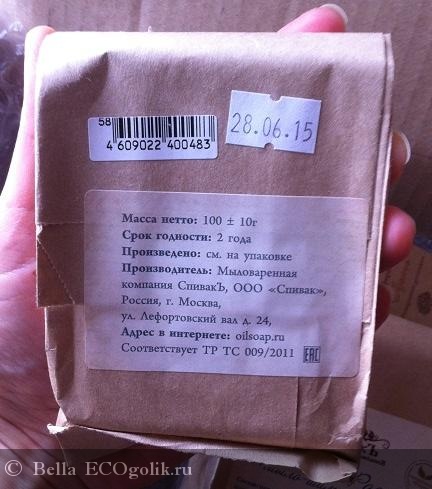 58
4 609022 400483
28.06.15
Масса нетто: 100 ± 10г
Срок годности: 2 года
Произведено: см. на упаковке
Производитель: Мыловаренная
компания СпивакЪ, ООО «Спивак»,
Россия, г. Москва,
ул. Лефортовский вал д. 24,
Адрес в интернете: oilsoap.ru
Соответствует ТР ТС 009/2011 ЕАС
© Bella ECOgolik.ru